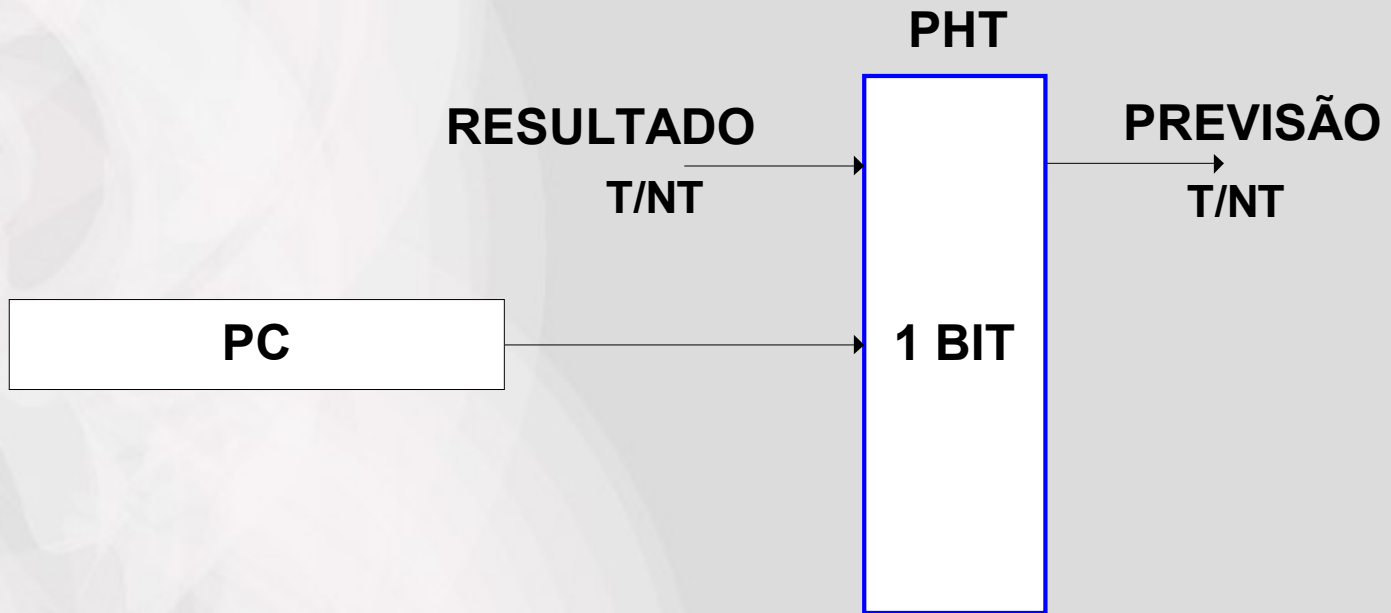 PHT
RESULTADO
T/NT
PREVISÃO
T/NT
PC
1 BIT